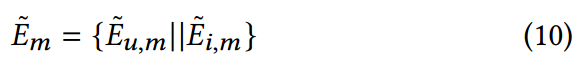 Ẽ_m = {Ẽ_{u,m}||Ẽ_{i,m}} (10)